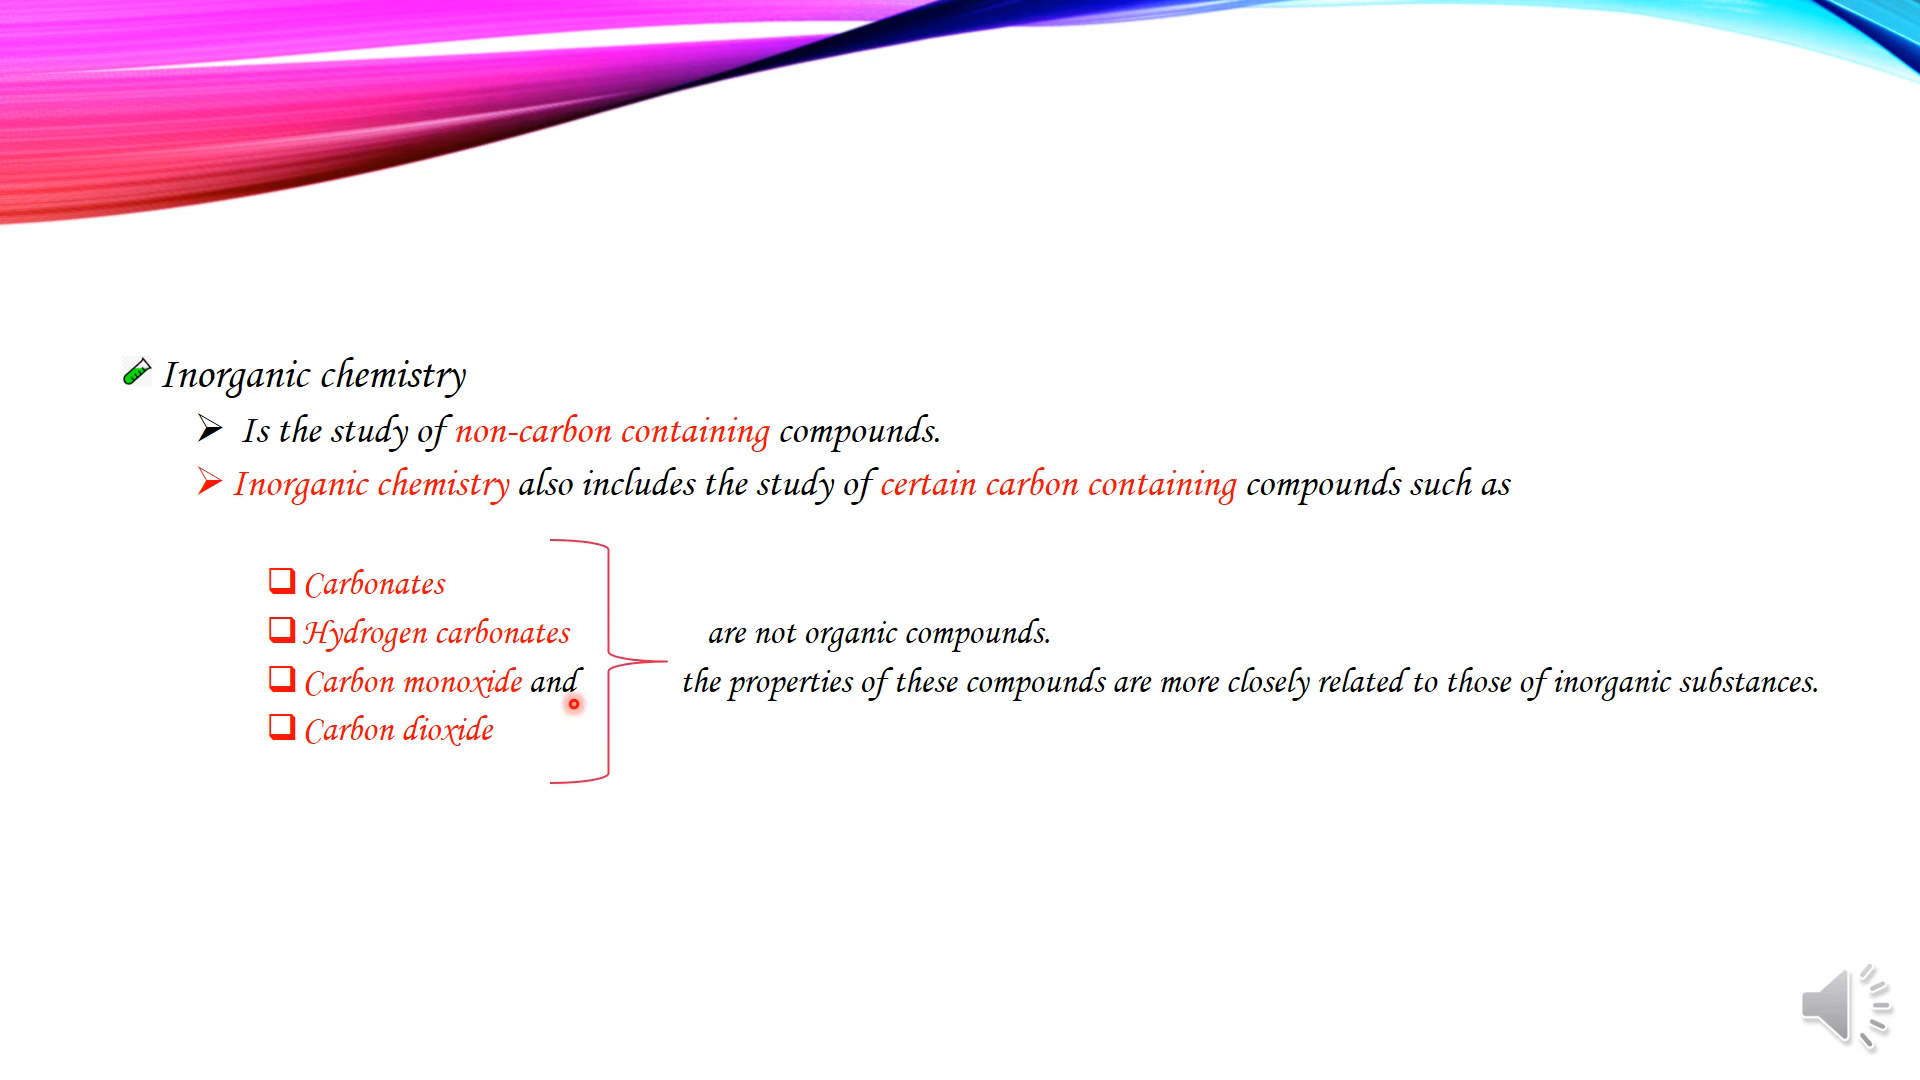 Inorganic chemistry
Is the study of non-carbon containing compounds.
Inorganic chemistry also includes the study of certain carbon containing compounds such as
Carbonates
Hydrogen carbonates
Carbon monoxide and
Carbon dioxide
are not organic compounds.
the properties of these compounds are more closely related to those of inorganic substances.